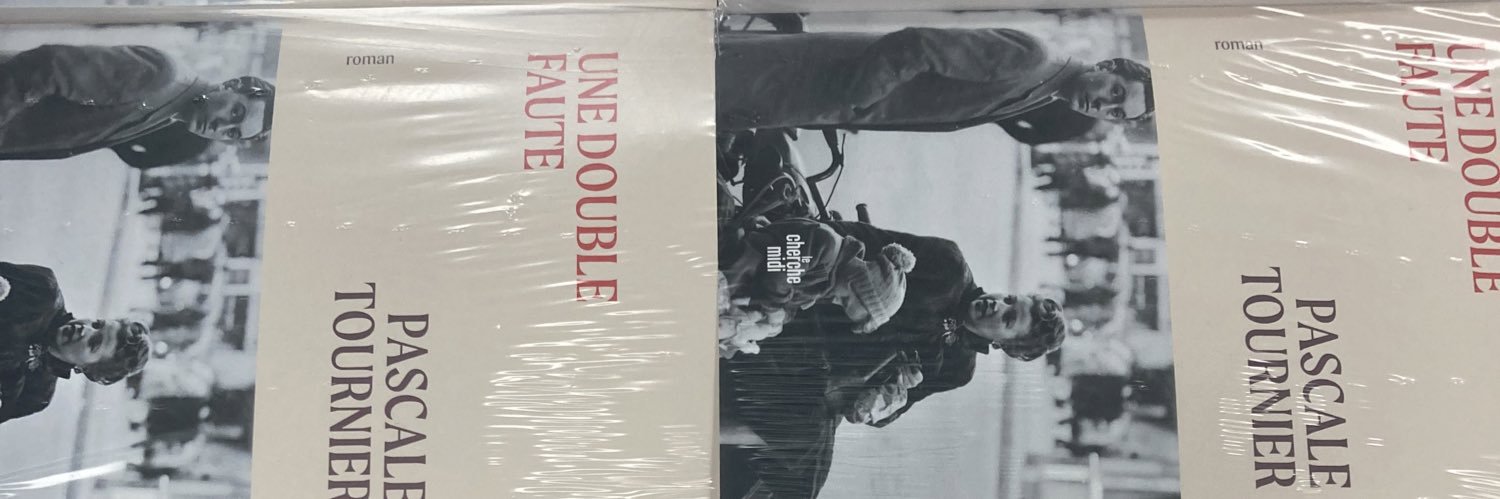 roman
UNE DOUBLE
FAUTE
PASCALE
TOURNIER
roman
UNE DOUBLE
FAUTE
PASCALE
TOURNIER
le
cherche
midi